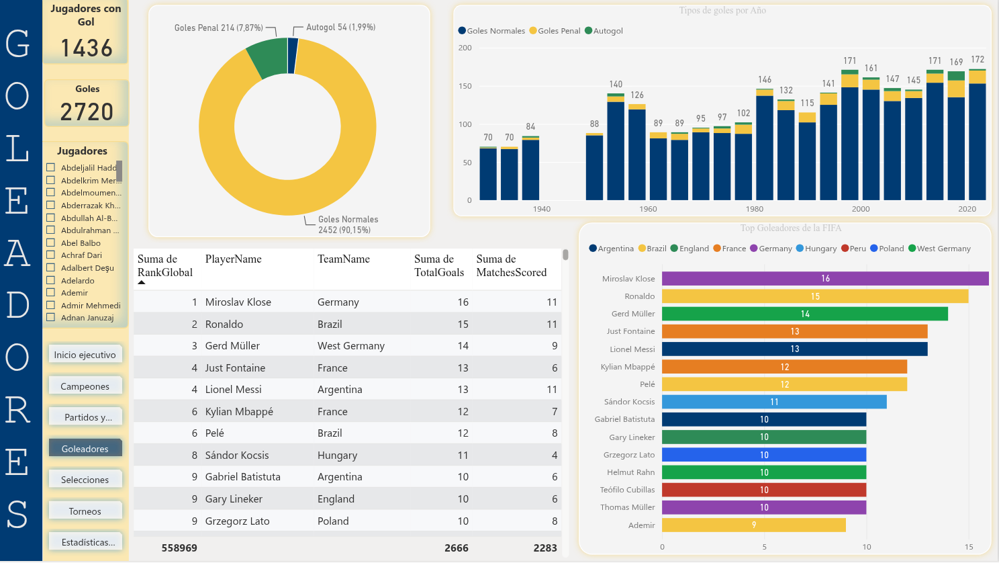 GOLEADORES
Jugadores con
Gol
1436
Goles
2720
Jugadores
Abdeljalil Hadd
Abdelkrim Mer...
Abdelmoumen...
Abderrazak Kh...
Abdullah Al-B...
Abdulrahman ...
Abel Balbo
Achraf Dari
Adalbert Deşu
Adelardo
Ademir
Admir Mehmedi
Adnan Januzaj
Inicio ejecutivo
Campeones
Partidos y...
Goleadores
Selecciones
Torneos
Estadísticas...
Goles Penal 214 (7,87%)
Autogol 54 (1,99%)
Goles Normales
2452 (90,15%)
Tipos de goles por Año
Goles Normales Goles Penal Autogol
200
150
100
50
0
70 70 84 88 140 126 89 89 95 97 102 146 132 115 141 171 161 147 145 171 169 172
1940 1960 1980 2000 2020
Suma de RankGlobal PlayerName TeamName Suma de TotalGoals Suma de MatchesScored
1 Miroslav Klose Germany 16 11
2 Ronaldo Brazil 15 11
3 Gerd Müller West Germany 14 9
4 Just Fontaine France 13 6
4 Lionel Messi Argentina 13 11
6 Kylian Mbappé France 12 7
6 Pelé Brazil 12 8
8 Sándor Kocsis Hungary 11 4
9 Gabriel Batistuta Argentina 10 6
9 Gary Lineker England 10 6
9 Grzegorz Lato Poland 10 8
558969 2666 2283
Top Goleadores de la FIFA
Argentina Brazil England France Germany Hungary Peru Poland West Germany
Miroslav Klose 16
Ronaldo 15
Gerd Müller 14
Just Fontaine 13
Lionel Messi 13
Kylian Mbappé 12
Pelé 12
Sándor Kocsis 11
Gabriel Batistuta 10
Gary Lineker 10
Grzegorz Lato 10
Helmut Rahn 10
Teófilo Cubillas 10
Thomas Müller 10
Ademir 9
0 5 10 15